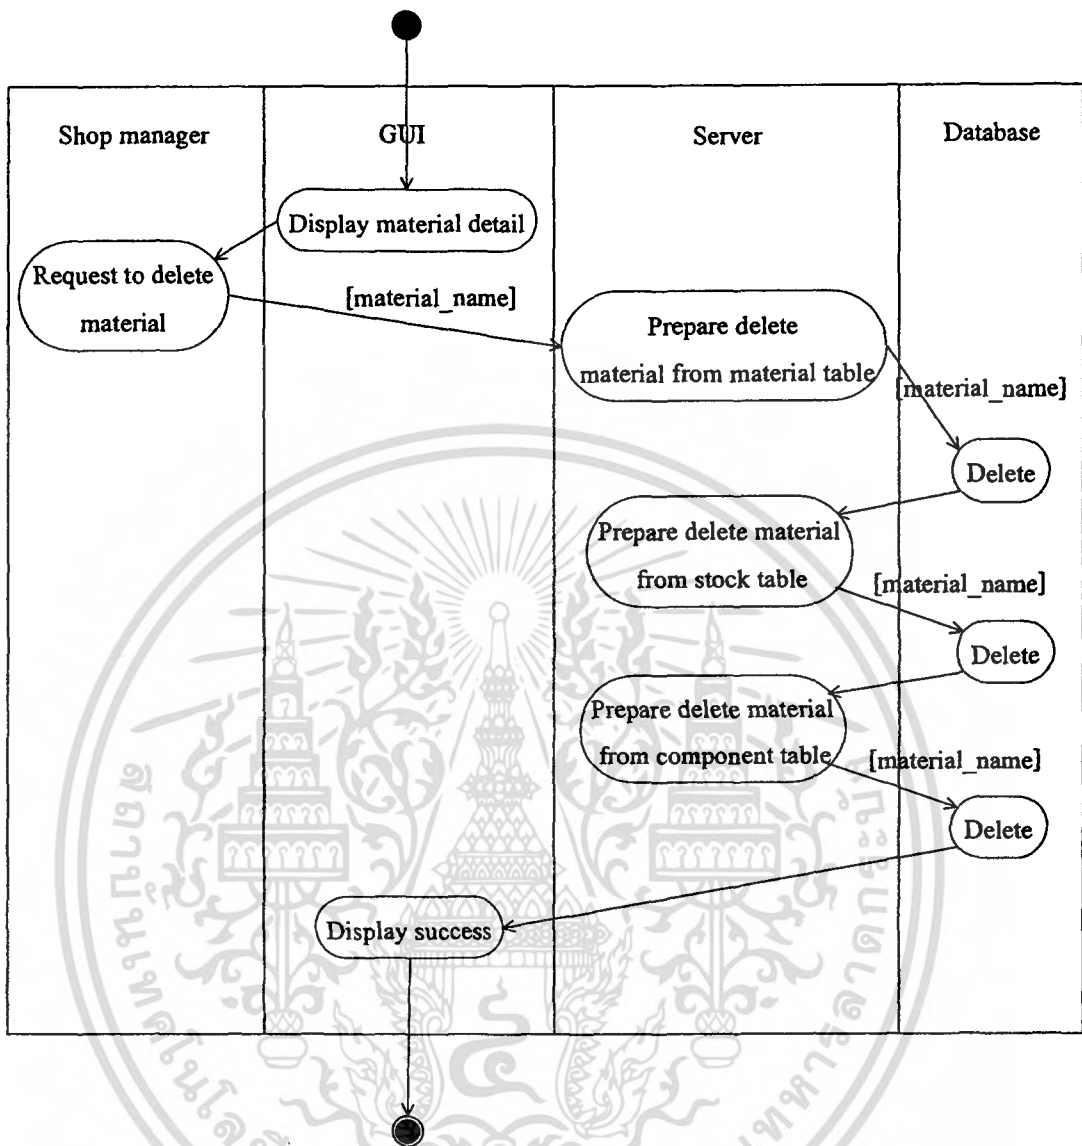 Shop manager
GUI
Server
Database
Display material detail
Request to delete
material
[material_name]
Prepare delete
material from material table
[material_name]
Delete
Prepare delete material
from stock table
[material_name]
Delete
Prepare delete material
from component table
[material_name]
Delete
Display success